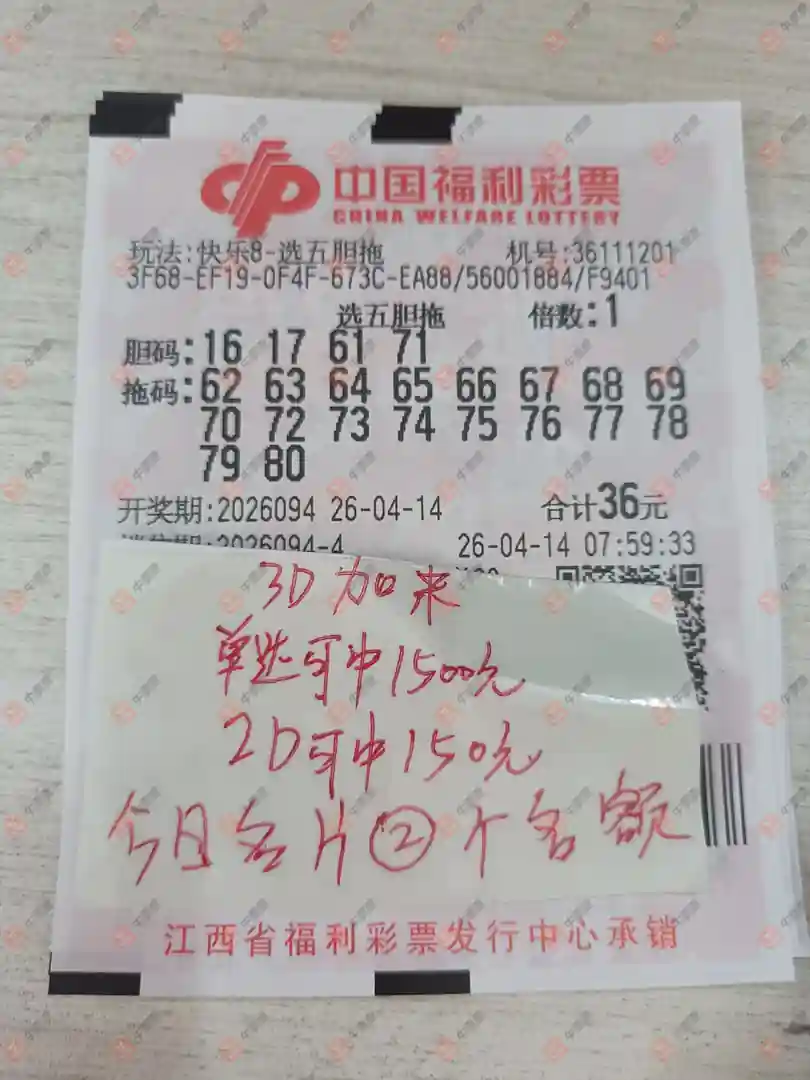 中国福利彩票
CHINA WELFARE LOTTERY
玩法:快乐8-选五胆拖 机号:36111201
3F68-EF19-0F4F-673C-EA88/56001884/F9401
选五胆拖 倍数:1
胆码:16 17 61 71
拖码:62 63 64 65 66 67 68 69
70 72 73 74 75 76 77 78
79 80
开奖期:2026094 26-04-14 合计36元
2026094-4 26-04-14 07:59:33
3D加来
单选可中1500元
2D可中150元
今日名片②个名额
江西省福利彩票发行中心承销